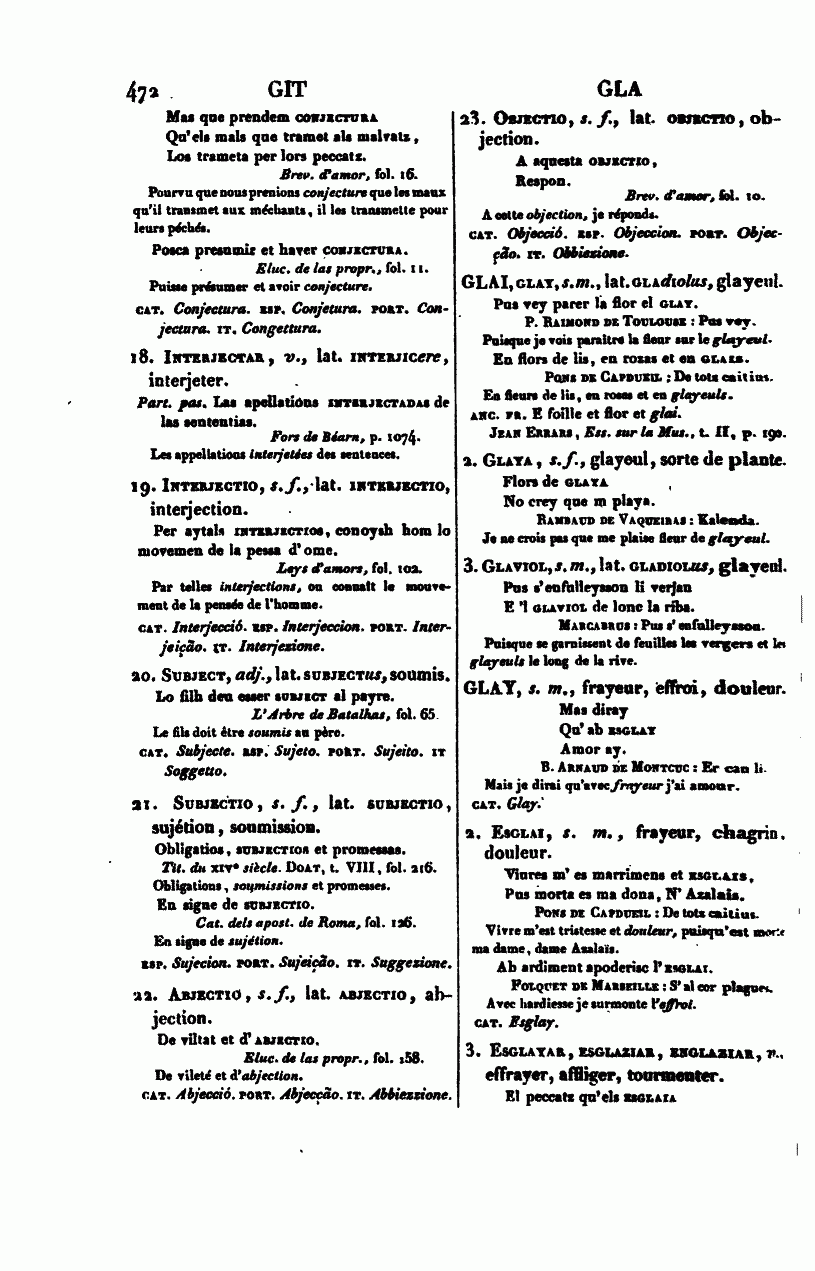 472 GIT GLA
Mas que prendem CONJECTURA
Qu'els mals que tramet als malvatz,
Los trameta per lors peccatz.
Brev. d'amor, fol. 16.
Pourvu que nous prenions conjecture que les maux
qu'il transmet aux méchants, il les transmette pour
leurs péchés.
Posca presumir et haver CONJECTURA.
Eluc. de las propr., fol. 11.
Puisse présumer et avoir conjecture.
CAT. Conjectura. ESP. Conjetura. PORT. Con-
jectura. IT. Congettura.
18. INTERJECTAR, v., lat. INTERJICere,
interjeter.
Part. pas. Las apellations INTERJECTADAS de
las sententias.
Fors de Béarn, p. 1074.
Les appellations interjetées des sentences.
19. INTERJECTIO, s. f., lat. INTERJECTIO,
interjection.
Per aytals INTERJECTIOS, conoysh hom lo
movemen de la pessa d'ome.
Leys d'amors, fol. 102.
Par telles interjections, on connaît le mouve-
ment de la pensée de l'homme.
CAT. Interjecció. ESP. Interjeccion. PORT. Inter-
jeição. IT. Interjezione.
20. SUBJECT, adj., lat. SUBJECTus, soumis.
Lo filh deu esser SUBJECT al payre.
L'Arbre de Batalhas, fol. 65.
Le fils doit être soumis au père.
CAT. Subjecte. ESP. Sujeto. PORT. Sujeito. IT
Soggetto.
21. SUBJECTIO, s. f., lat. SUBJECTIO,
sujétion, soumission.
Obligatios, SUBJECTIOS et promessas.
Tit. du XIVe siècle. DOAT, t. VIII, fol. 216.
Obligations, soumissions et promesses.
En signe de SUBJECTIO.
Cat. dels apost. de Roma, fol. 126.
En signe de sujétion.
ESP. Sujecion. PORT. Sujeição. IT. Suggezione.
22. ABJECTIO, s. f., lat. ABJECTIO, ab-
jection.
De viltat et d'ABJECTIO.
Eluc. de las propr., fol. 158.
De vileté et d'abjection.
CAT. Abjecció. PORT. Abjecção. IT. Abbiezzione.
23. OBJECTIO, s. f., lat. OBJECTIO, ob-
jection.
A aquesta OBJECTIO,
Respon.
Brev. d'amor, fol. 10.
A cette objection, je réponds.
CAT. Objecció. ESP. Objeccion. PORT. Objec-
ção. IT. Obbiezione.
GLAI, GLAY, s. m., lat. GLAdiolus, glayeul.
Pus vey parer la flor el GLAY.
P. RAIMOND DE TOULOUSE : Pus vey.
Puisque je vois paraître la fleur sur le glayeul.
En flors de lis, en rozas et en GLAIS.
PONS DE CAPDUEIL : De totz caitius.
En fleurs de lis, en roses et en glayeuls.
ANC. FR. E foille et flor et glai.
JEAN ERRARS, Ess. sur la Mus., t. II, p. 190.
2. GLAYA, s. f., glayeul, sorte de plante.
Flors de GLAYA
No crey que m playa.
RAMBAUD DE VAQUEIRAS : Kalenda.
Je ne crois pas que me plaise fleur de glayeul.
3. GLAVIOL, s. m., lat. GLADIOLus, glayeul.
Pus s'enfulleysson li verjan
E 'l GLAVIOL de lonc la riba.
MARCABRUS : Pus s'enfulleysson.
Puisque se garnissent de feuilles les vergers et les
glayeuls le long de la rive.
GLAY, s. m., frayeur, effroi, douleur.
Mas diray
Qu'ab ESGLAY
Amor ay.
B. ARNAUD DE MONTCUC : Er can li.
Mais je dirai qu'avec frayeur j'ai amour.
CAT. Glay.
2. ESGLAI, s. m., frayeur, chagrin,
douleur.
Viures m'es marrimens et ESGLAIS,
Pus morta es ma dona, N' Azalais.
PONS DE CAPDUEIL : De totz caitius.
Vivre m'est tristesse et douleur, puisqu'est morte
ma dame, dame Azalaïs.
Ab ardiment apoderisc l'ESGLAI.
FOLQUET DE MARSEILLE : S'al cor plagues.
Avec hardiesse je surmonte l'effroi.
CAT. Esglay.
3. ESGLAYAR, ESGLAZIAR, ENGLAZIAR, v.,
effrayer, affliger, tourmenter.
El peccatz qu'els ESGLAIA